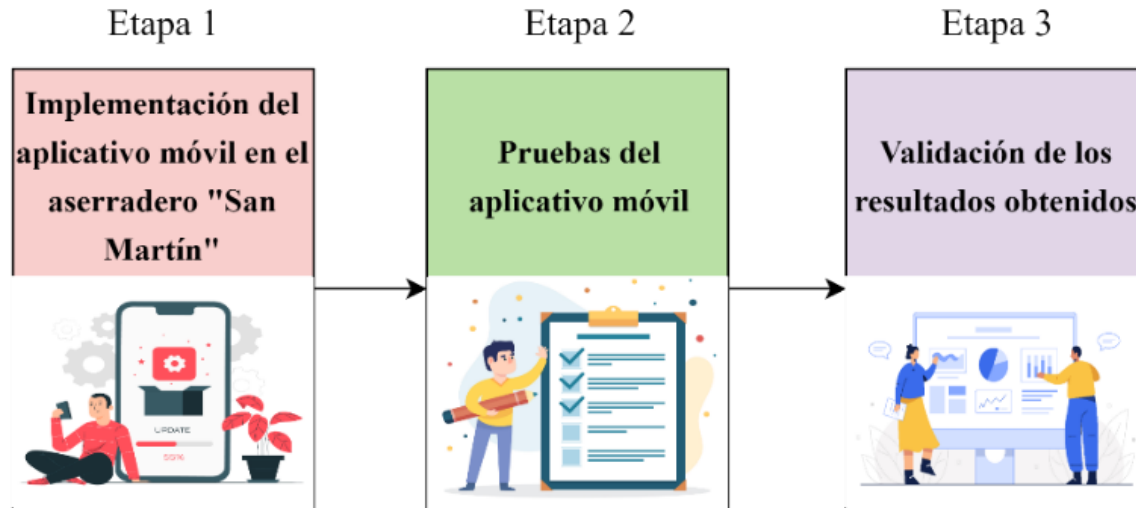 Etapa 1
Etapa 2
Etapa 3
Implementación del
aplicativo móvil en el
aserradero "San
Martín"
Pruebas del
aplicativo móvil
Validación de los
resultados obtenidos
UPDATE